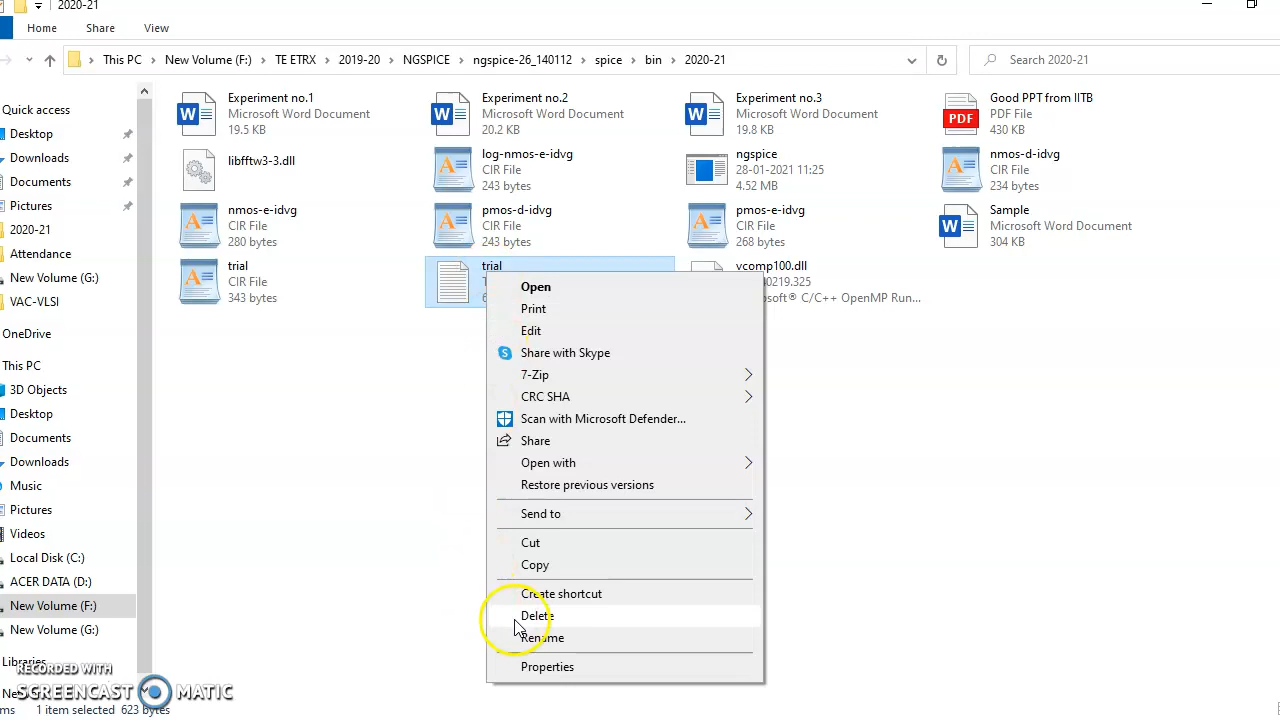 2020-21
Home Share View
This PC New Volume (F:) TE ETRX 2019-20 NGSPICE ngspice-26_140112 spice bin 2020-21
Search 2020-21
Quick access
Desktop
Downloads
Documents
Pictures
2020-21
Attendance
New Volume (G:)
VAC-VLSI
OneDrive
This PC
3D Objects
Desktop
Documents
Downloads
Music
Pictures
Videos
Local Disk (C:)
ACER DATA (D:)
New Volume (F:)
New Volume (G:)
Libraries
Experiment no.1
Microsoft Word Document
19.5 KB
Experiment no.2
Microsoft Word Document
20.2 KB
Experiment no.3
Microsoft Word Document
19.8 KB
PDF
Good PPT from IITB
PDF File
430 KB
libfftw3-3.dll
log-nmos-e-idvg
CIR File
243 bytes
ngspice
28-01-2021 11:25
4.52 MB
nmos-d-idvg
CIR File
234 bytes
nmos-e-idvg
CIR File
280 bytes
pmos-d-idvg
CIR File
243 bytes
pmos-e-idvg
CIR File
268 bytes
Sample
Microsoft Word Document
304 KB
trial
CIR File
343 bytes
trial
vcomp100.dll
40219.325
osoft® C/C++ OpenMP Run...
Open
Print
Edit
Share with Skype
7-Zip
CRC SHA
Scan with Microsoft Defender...
Share
Open with
Restore previous versions
Send to
Cut
Copy
Create shortcut
Delete
Rename
Properties
RECORDED WITH
SCREENCAST MATIC
ms 1 item selected 623 bytes